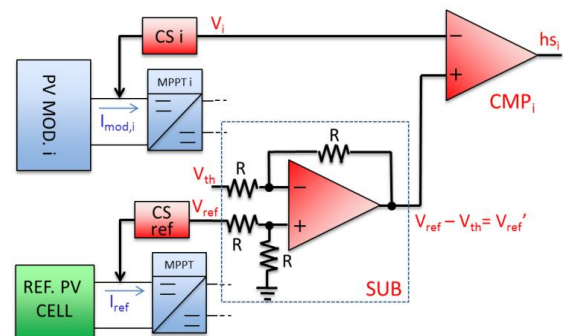 CS i
V_i
hs_i
CMP_i
PV MOD. i
MPPT i
I_mod,i
R
R
V_th
V_ref
CS
ref
R
R
V_ref – V_th= V_ref’
SUB
MPPT
I_ref
REF. PV
CELL